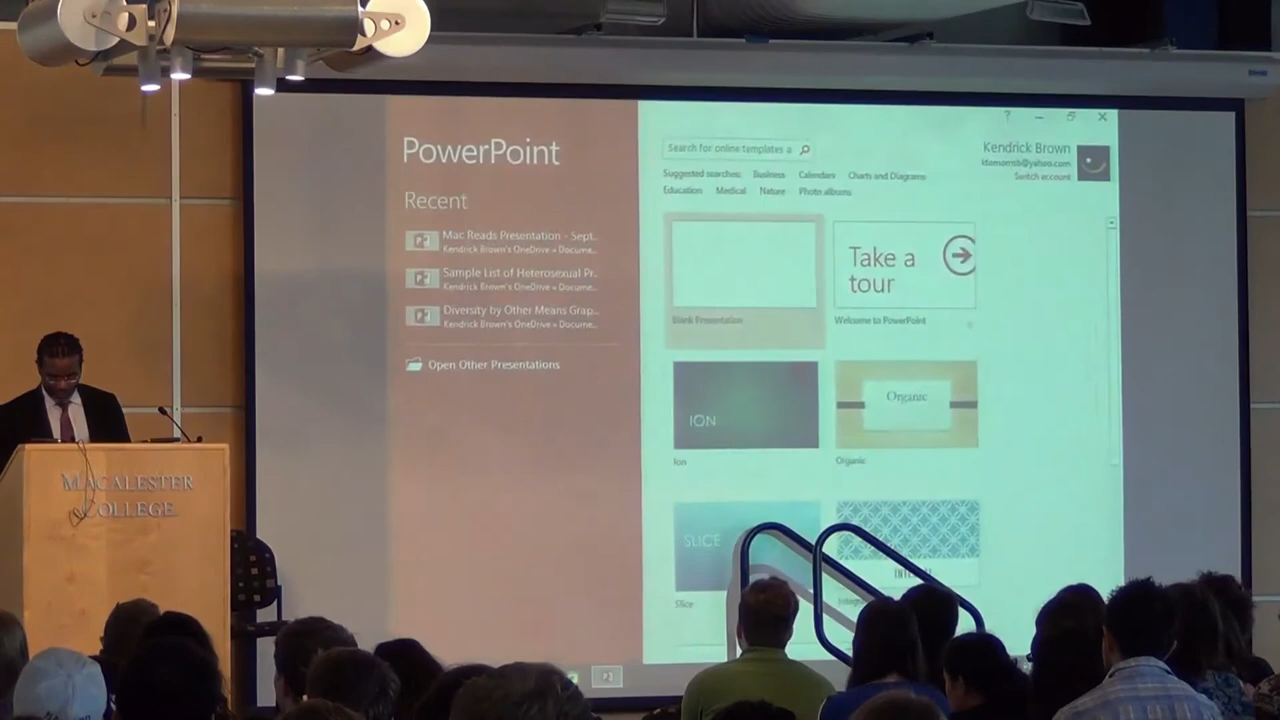 PowerPoint
Recent
Mac Reads Presentation - Sept...
Kendrick Brown's OneDrive » Docume...
Sample List of Heterosexual Pr...
Kendrick Brown's OneDrive » Docume...
Diversity by Other Means Grap...
Kendrick Brown's OneDrive » Docume...
Open Other Presentations
Search for online templates a
Suggested searches: Business Calendars Charts and Diagrams
Education Medical Nature Photo albums
Kendrick Brown
Switch account
Blank Presentation
Take a
tour
Welcome to PowerPoint
ION
Ion
Organic
Organic
SLICE
Slice
MACALESTER
COLLEGE